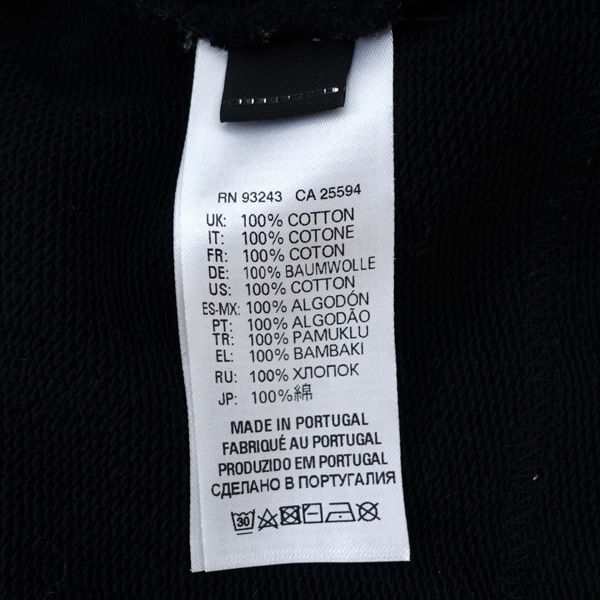 RN 93243 CA 25594
UK: 100% COTTON
IT: 100% COTONE
FR: 100% COTON
DE: 100% BAUMWOLLE
US: 100% COTTON
ES-MX: 100% ALGODÓN
PT: 100% ALGODÃO
TR: 100% PAMUKLU
EL: 100% BAMBAKI
RU: 100% ХЛОПОК
JP: 100%綿
MADE IN PORTUGAL
FABRIQUÉ AU PORTUGAL
PRODUZIDO EM PORTUGAL
СДЕЛАНО В ПОРТУГАЛИЯ
30